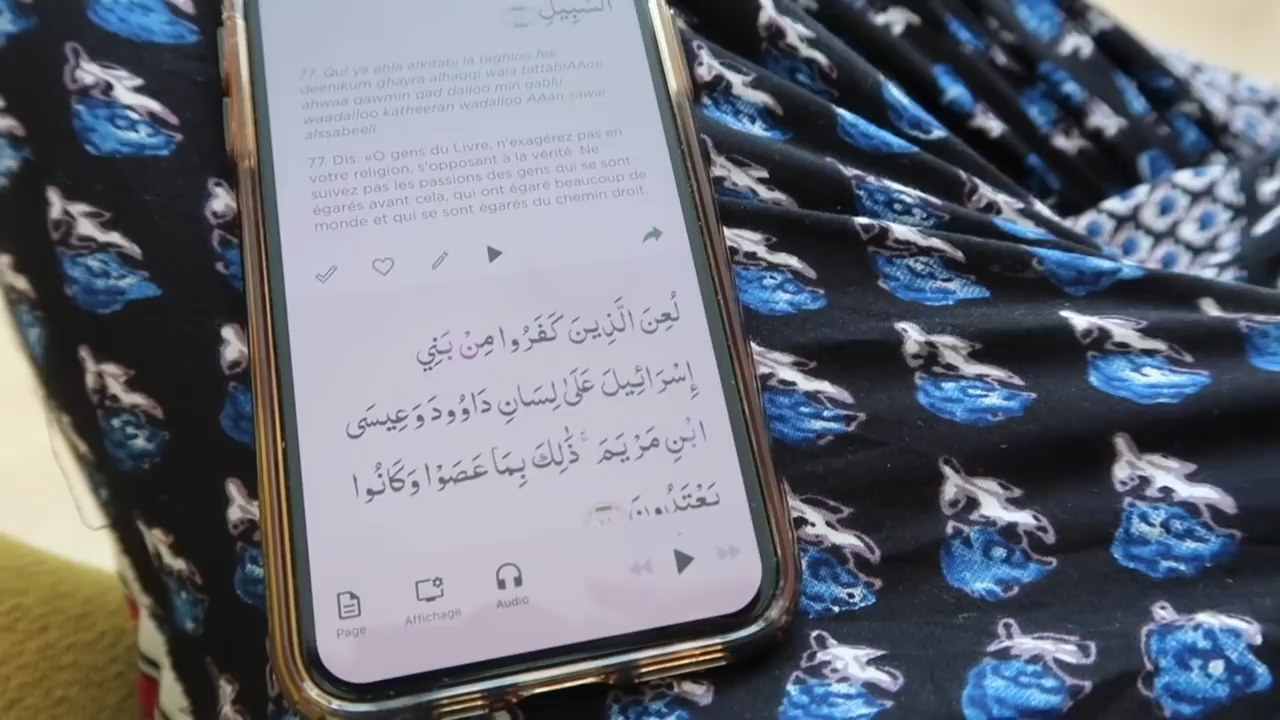 السَّبِيلِ
77. Qul ya ahla alkitabi la taghloo fee
deenikum ghayra alhaqqi wala tattabiAAoo
ahwaa qawmin qad dalloo min qablu
waadalloo katheeran wadalloo AAan sawai
alssabeeli
77. Dis: «O gens du Livre, n'exagérez pas en
votre religion, s'opposant à la vérité. Ne
suivez pas les passions des gens qui se sont
égarés avant cela, qui ont égaré beaucoup de
monde et qui se sont égarés du chemin droit.
لُعِنَ الَّذِينَ كَفَرُوا مِنْ بَنِي
إِسْرَائِيلَ عَلَىٰ لِسَانِ دَاوُودَ وَعِيسَى
ابْنِ مَرْيَمَ ۚ ذَٰلِكَ بِمَا عَصَوْا وَكَانُوا
يَعْتَدُونَ ٧٨
Page
Affichage
Audio